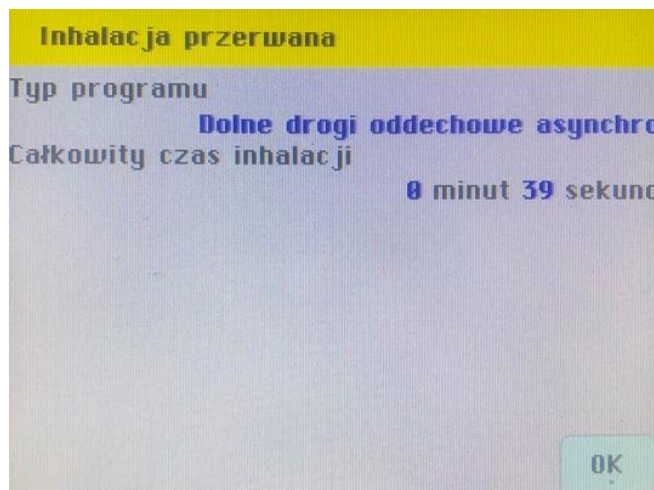 Inhalacja przerwana
Typ programu
Dolne drogi oddechowe asynchro
Całkowity czas inhalacji
0 minut 39 sekund
OK